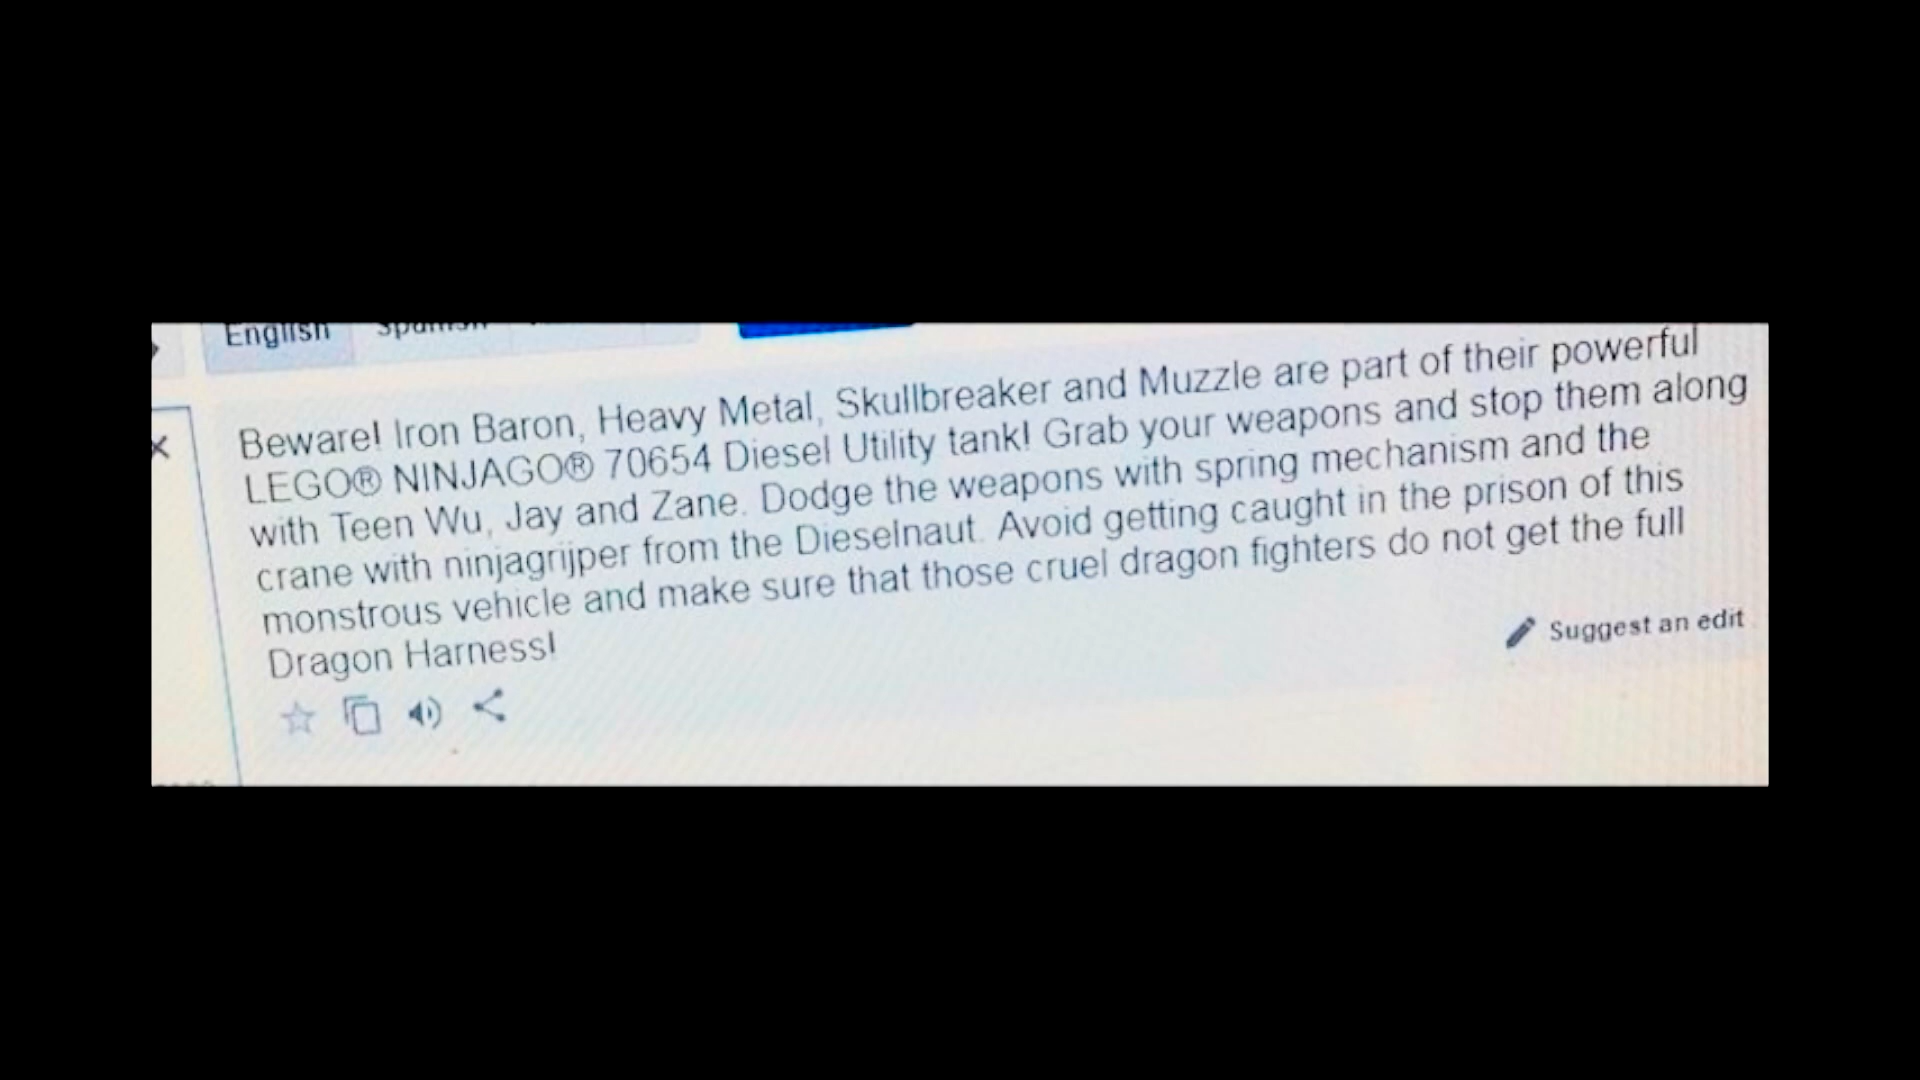 English
Beware! Iron Baron, Heavy Metal, Skullbreaker and Muzzle are part of their powerful
LEGO® NINJAGO® 70654 Diesel Utility tank! Grab your weapons and stop them along
with Teen Wu, Jay and Zane. Dodge the weapons with spring mechanism and the
crane with ninjagrijper from the Dieselnaut. Avoid getting caught in the prison of this
monstrous vehicle and make sure that those cruel dragon fighters do not get the full
Dragon Harness!
Suggest an edit